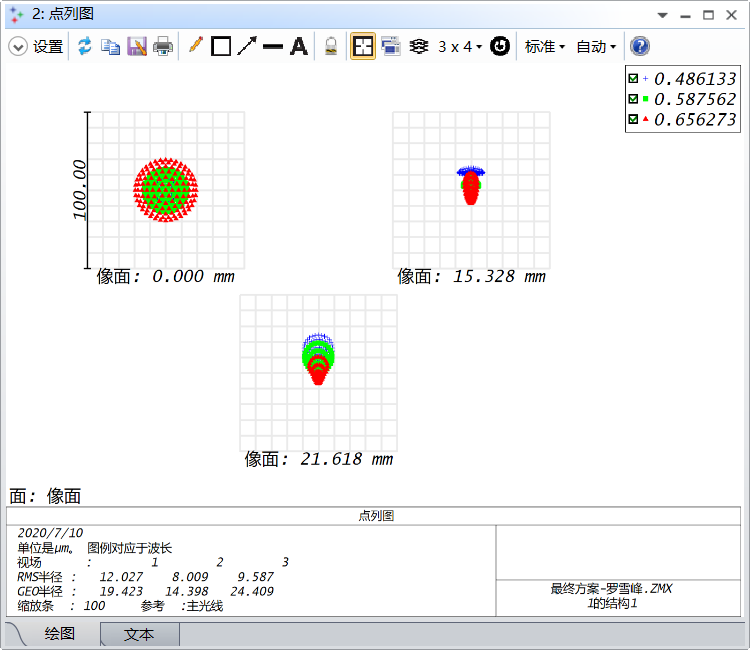 2: 点列图
设置
3 x 4
标准
自动
0.486133
0.587562
0.656273
100.00
像面: 0.000 mm
像面: 15.328 mm
像面: 21.618 mm
面: 像面
点列图
2020/7/10
单位是µm。 图例对应于波长
视场 : 1 2 3
RMS半径 : 12.027 8.009 9.587
GEO半径 : 19.423 14.398 24.409
缩放条 : 100 参考 :主光线
最终方案-罗雪峰.ZMX
1的结构1
绘图
文本